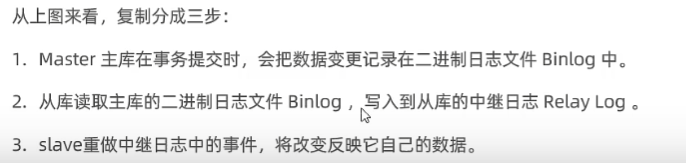 从上图来看，复制分成三步：
1. Master 主库在事务提交时，会把数据变更记录在二进制日志文件 Binlog 中。
2. 从库读取主库的二进制日志文件 Binlog ，写入到从库的中继日志 Relay Log 。
3. slave重做中继日志中的事件，将改变反映它自己的数据。